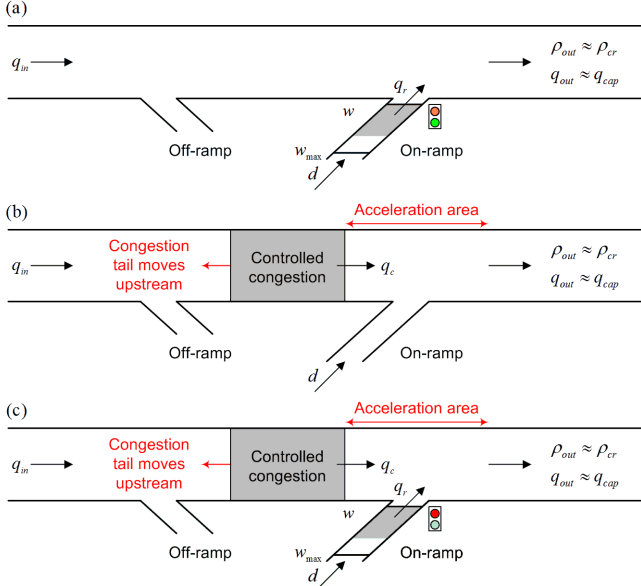 (a)
q_in
q_r
ρ_out ≈ ρ_cr
q_out ≈ q_cap
w
w_max
d
Off-ramp
On-ramp
(b)
Acceleration area
q_in
Congestion
tail moves
upstream
Controlled
congestion
q_c
ρ_out ≈ ρ_cr
q_out ≈ q_cap
Off-ramp
On-ramp
d
(c)
Acceleration area
q_in
Congestion
tail moves
upstream
Controlled
congestion
q_c
q_r
ρ_out ≈ ρ_cr
q_out ≈ q_cap
w
w_max
d
Off-ramp
On-ramp